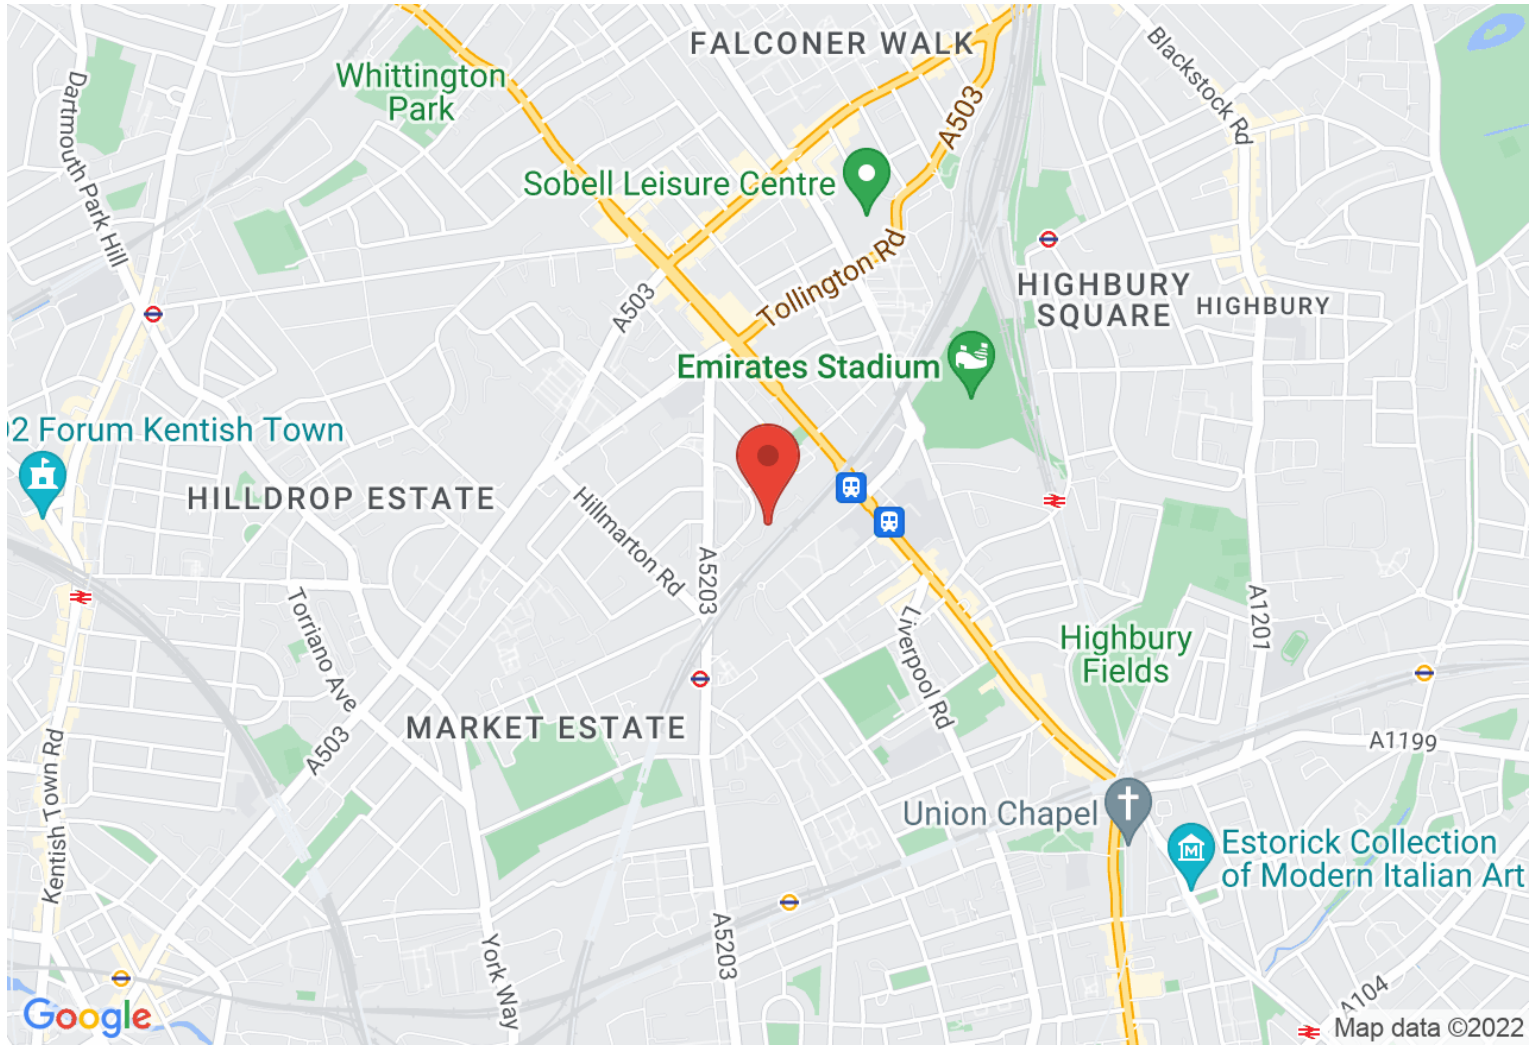 FALCONER WALK
Blackstock Rd
Whittington
Park
Dartmouth Park Hill
A503
Sobell Leisure Centre
Tollington Rd
A503
HIGHBURY
SQUARE
HIGHBURY
Emirates Stadium
2 Forum Kentish Town
HILLDROP ESTATE
Hillmarton Rd
A5203
Torriano Ave
Liverpool Rd
A1201
Highbury
Fields
MARKET ESTATE
A503
Kentish Town Rd
A1199
Union Chapel
Estorick Collection
of Modern Italian Art
M
A5203
York Way
A104
Google
Map data ©2022